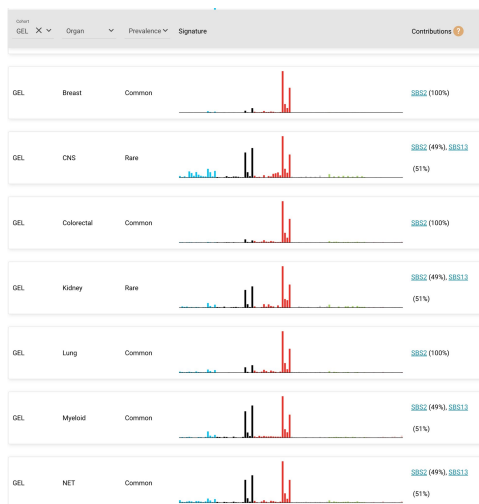 Cohort
GEL Organ Prevalence Signature Contributions ?
GEL Breast Common SBS2 (100%)
GEL CNS Rare SBS2 (49%), SBS13
(51%)
GEL Colorectal Common SBS2 (100%)
GEL Kidney Rare SBS2 (49%), SBS13
(51%)
GEL Lung Common SBS2 (100%)
GEL Myeloid Common SBS2 (49%), SBS13
(51%)
GEL NET Common SBS2 (49%), SBS13
(51%)